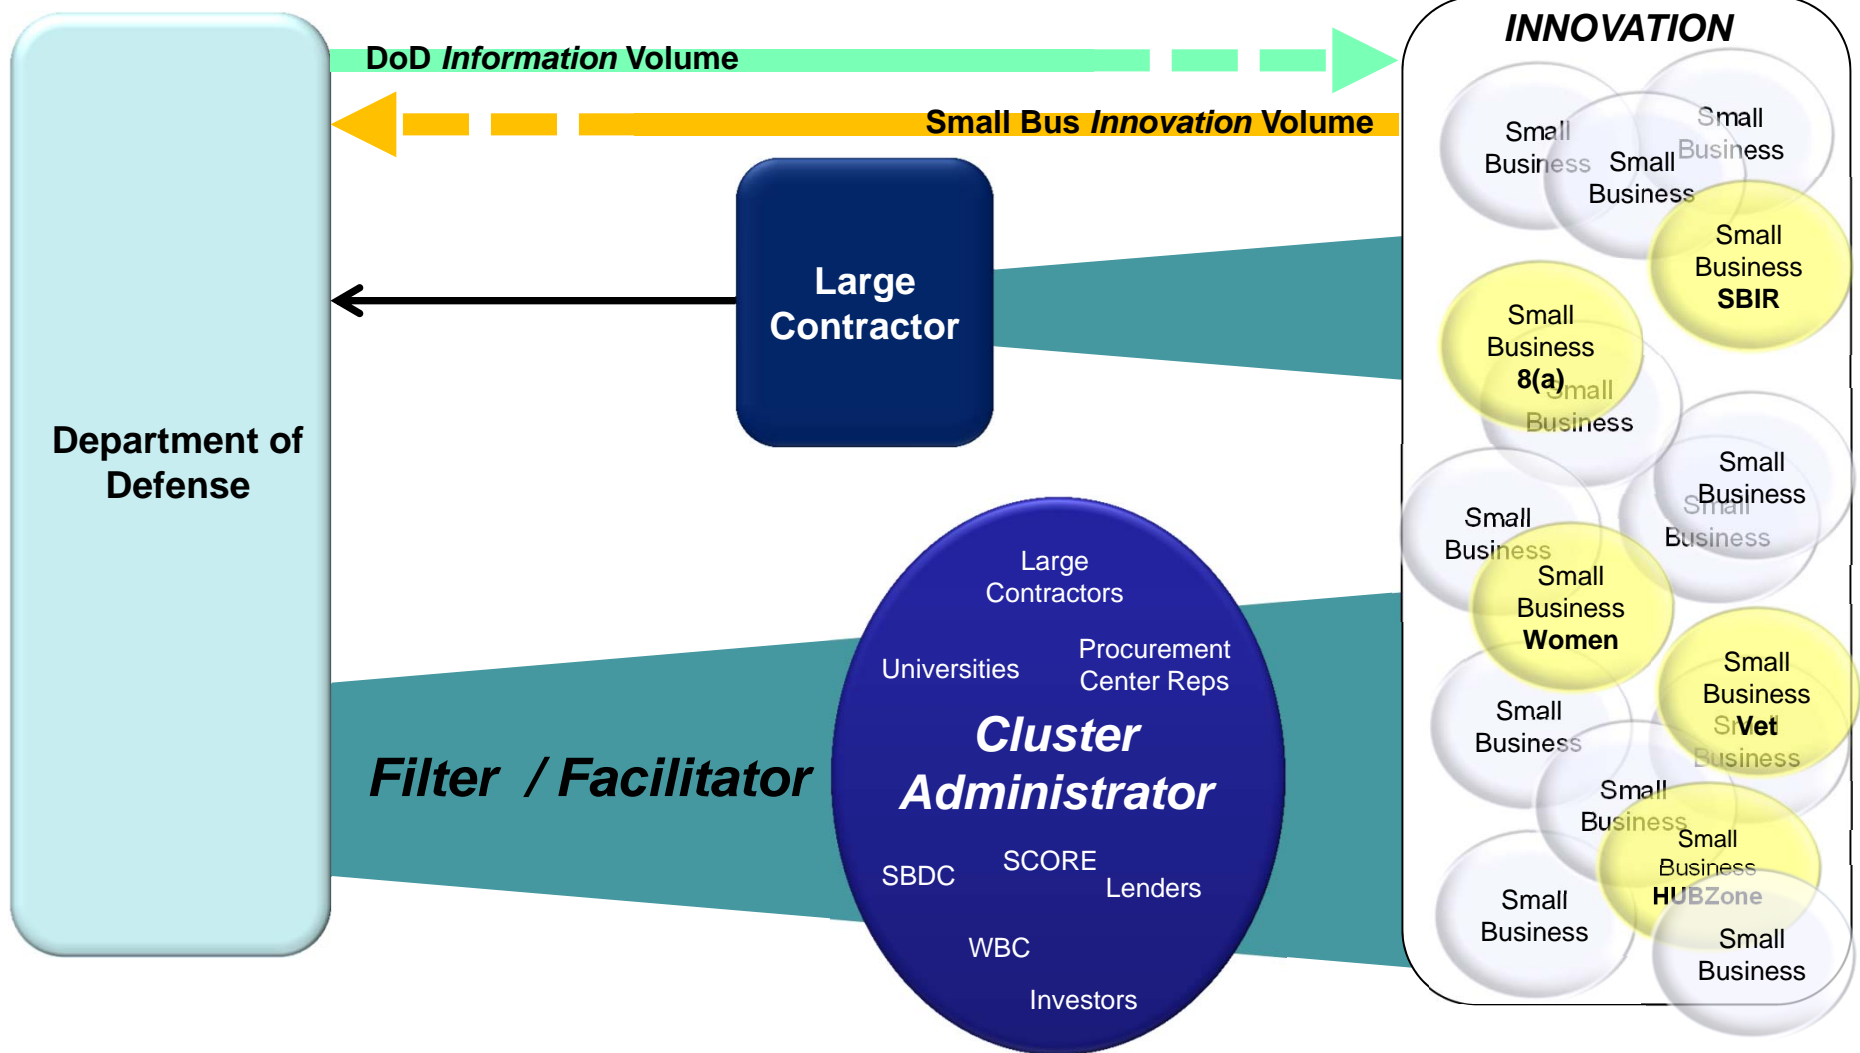 INNOVATION
DoD Information Volume
Small Bus Innovation Volume
Department of
Defense
Large
Contractor
Filter / Facilitator
Large
Contractors
Universities
Procurement
Center Reps
Cluster
Administrator
SBDC
SCORE
Lenders
WBC
Investors
Small
Business
Small
Business
Small
Business
Small
Business
SBIR
Small
Business
8(a)
Small
Business
Small
Business
Small
Business
Small
Business
Small
Business
Women
Small
Business
Vet
Small
Business
Small
Business
Small
Business
Small
Business
HUBZone
Small
Business
Small
Business